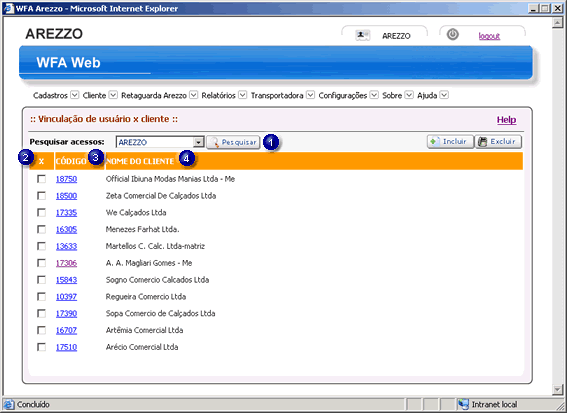 WFA Arezzo - Microsoft Internet Explorer
AREZZO
AREZZO
logout
WFA Web
Cadastros Cliente Retaguarda Arezzo Relatórios Transportadora Configurações Sobre Ajuda
:: Vinculação de usuário x cliente :: Help
Pesquisar acessos: AREZZO Pesquisar 1 Incluir Excluir
2 X CÓDIGO 3 NOME DO CLIENTE 4
18750 Official Ibiuna Modas Manias Ltda - Me
18500 Zeta Comercial De Calçados Ltda
17335 We Calçados Ltda
16305 Menezes Farhat Ltda.
13633 Martellos C. Calc. Ltda-matriz
17306 A. A. Magliari Gomes - Me
15843 Sogno Comercio Calcados Ltda
10397 Regueira Comercio Ltda
17390 Sopa Comercio de Calçados Ltda
16707 Artêmia Comercial Ltda
17510 Arécio Comercial Ltda
Concluído Intranet local